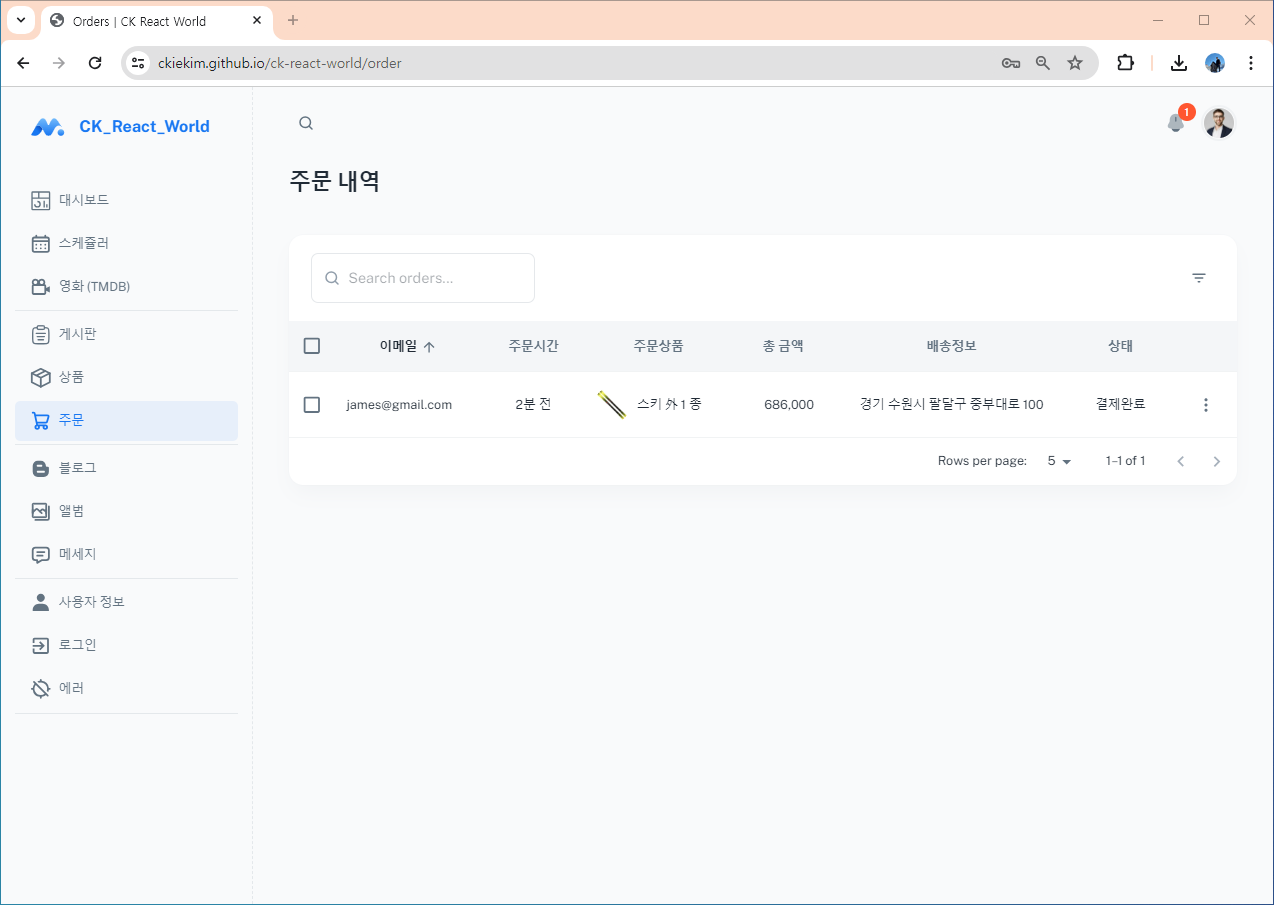 Orders | CK React World
ckiekim.github.io/ck-react-world/order
CK_React_World
1
주문 내역
대시보드
스케쥴러
영화 (TMDB)
게시판
상품
주문
블로그
앨범
메세지
사용자 정보
로그인
에러
Search orders...
이메일 주문시간 주문상품 총 금액 배송정보 상태
james@gmail.com 2분 전 스키 外 1 종 686,000 경기 수원시 팔달구 중부대로 100 결제완료
Rows per page: 5 1–1 of 1